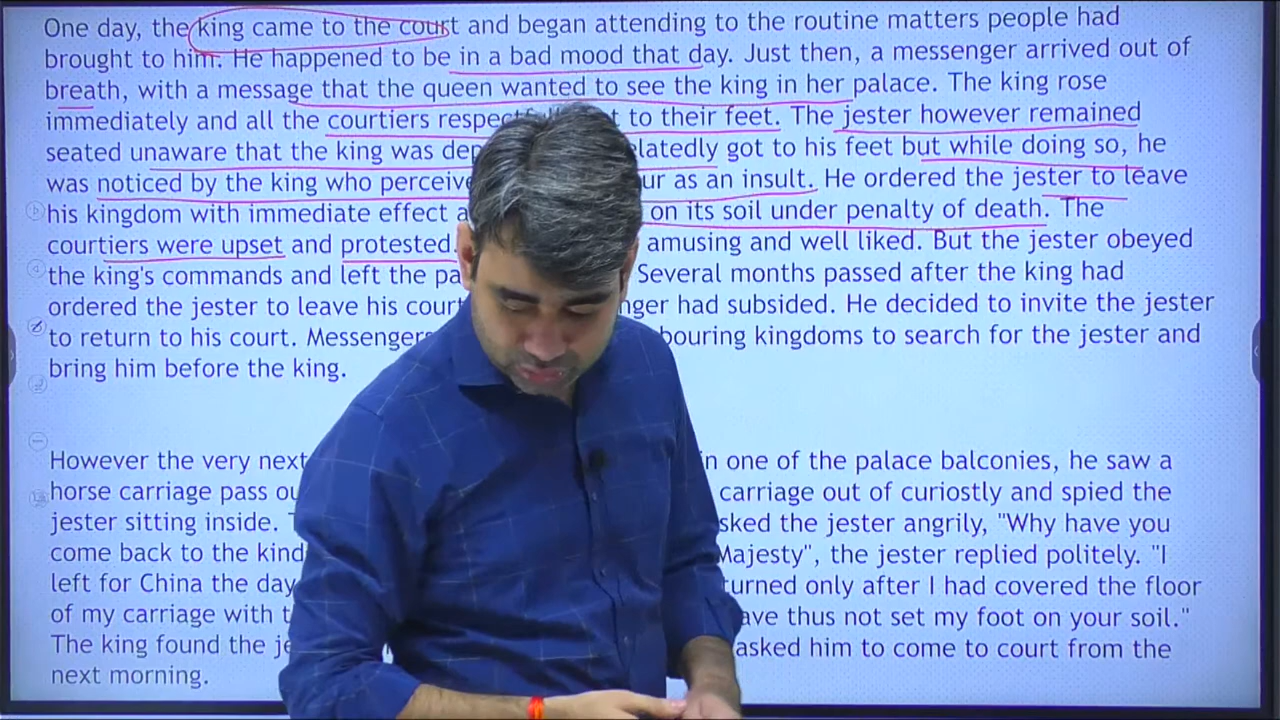 One day, the king came to the court and began attending to the routine matters people had
brought to him. He happened to be in a bad mood that day. Just then, a messenger arrived out of
breath, with a message that the queen wanted to see the king in her palace. The king rose
immediately and all the courtiers to their feet. The jester however remained
seated unaware that the king was got to his feet but while doing so, he
was noticed by the king who as an insult. He ordered the jester to leave
his kingdom with immediate effect on its soil under penalty of death. The
courtiers were upset and protested. amusing and well liked. But the jester obeyed
the king's commands and left the Several months passed after the king had
ordered the jester to leave his had subsided. He decided to invite the jester
to return to his court. kingdoms to search for the jester and
bring him before the king.
However the very next one of the palace balconies, he saw a
horse carriage pass carriage out of curiostly and spied the
jester sitting inside. the jester angrily, "Why have you
come back to the the jester replied politely. "I
left for China the day only after I had covered the floor
of my carriage with thus not set my foot on your soil."
The king found the asked him to come to court from the
next morning.